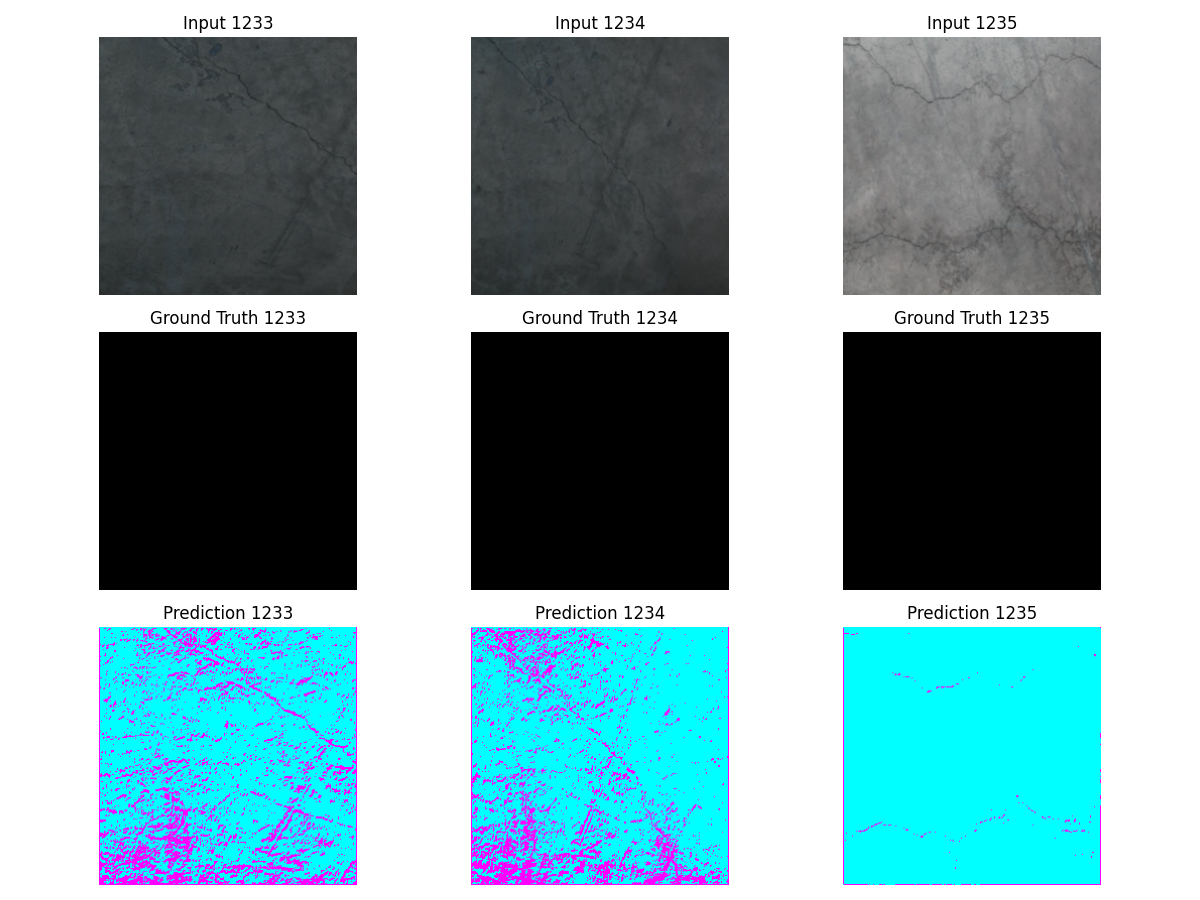 Input 1233
Input 1234
Input 1235
Ground Truth 1233
Ground Truth 1234
Ground Truth 1235
Prediction 1233
Prediction 1234
Prediction 1235